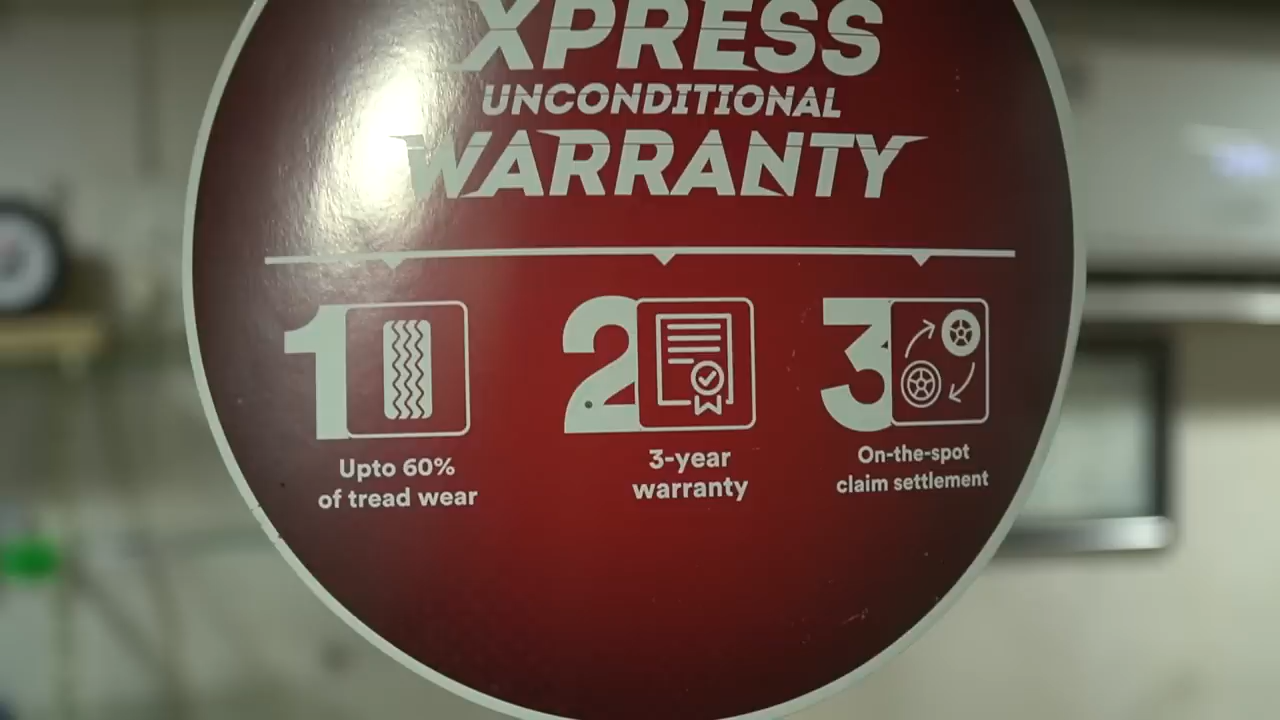 XPRESS
UNCONDITIONAL
WARRANTY
1
Upto 60%
of tread wear
2
3-year
warranty
3
On-the-spot
claim settlement